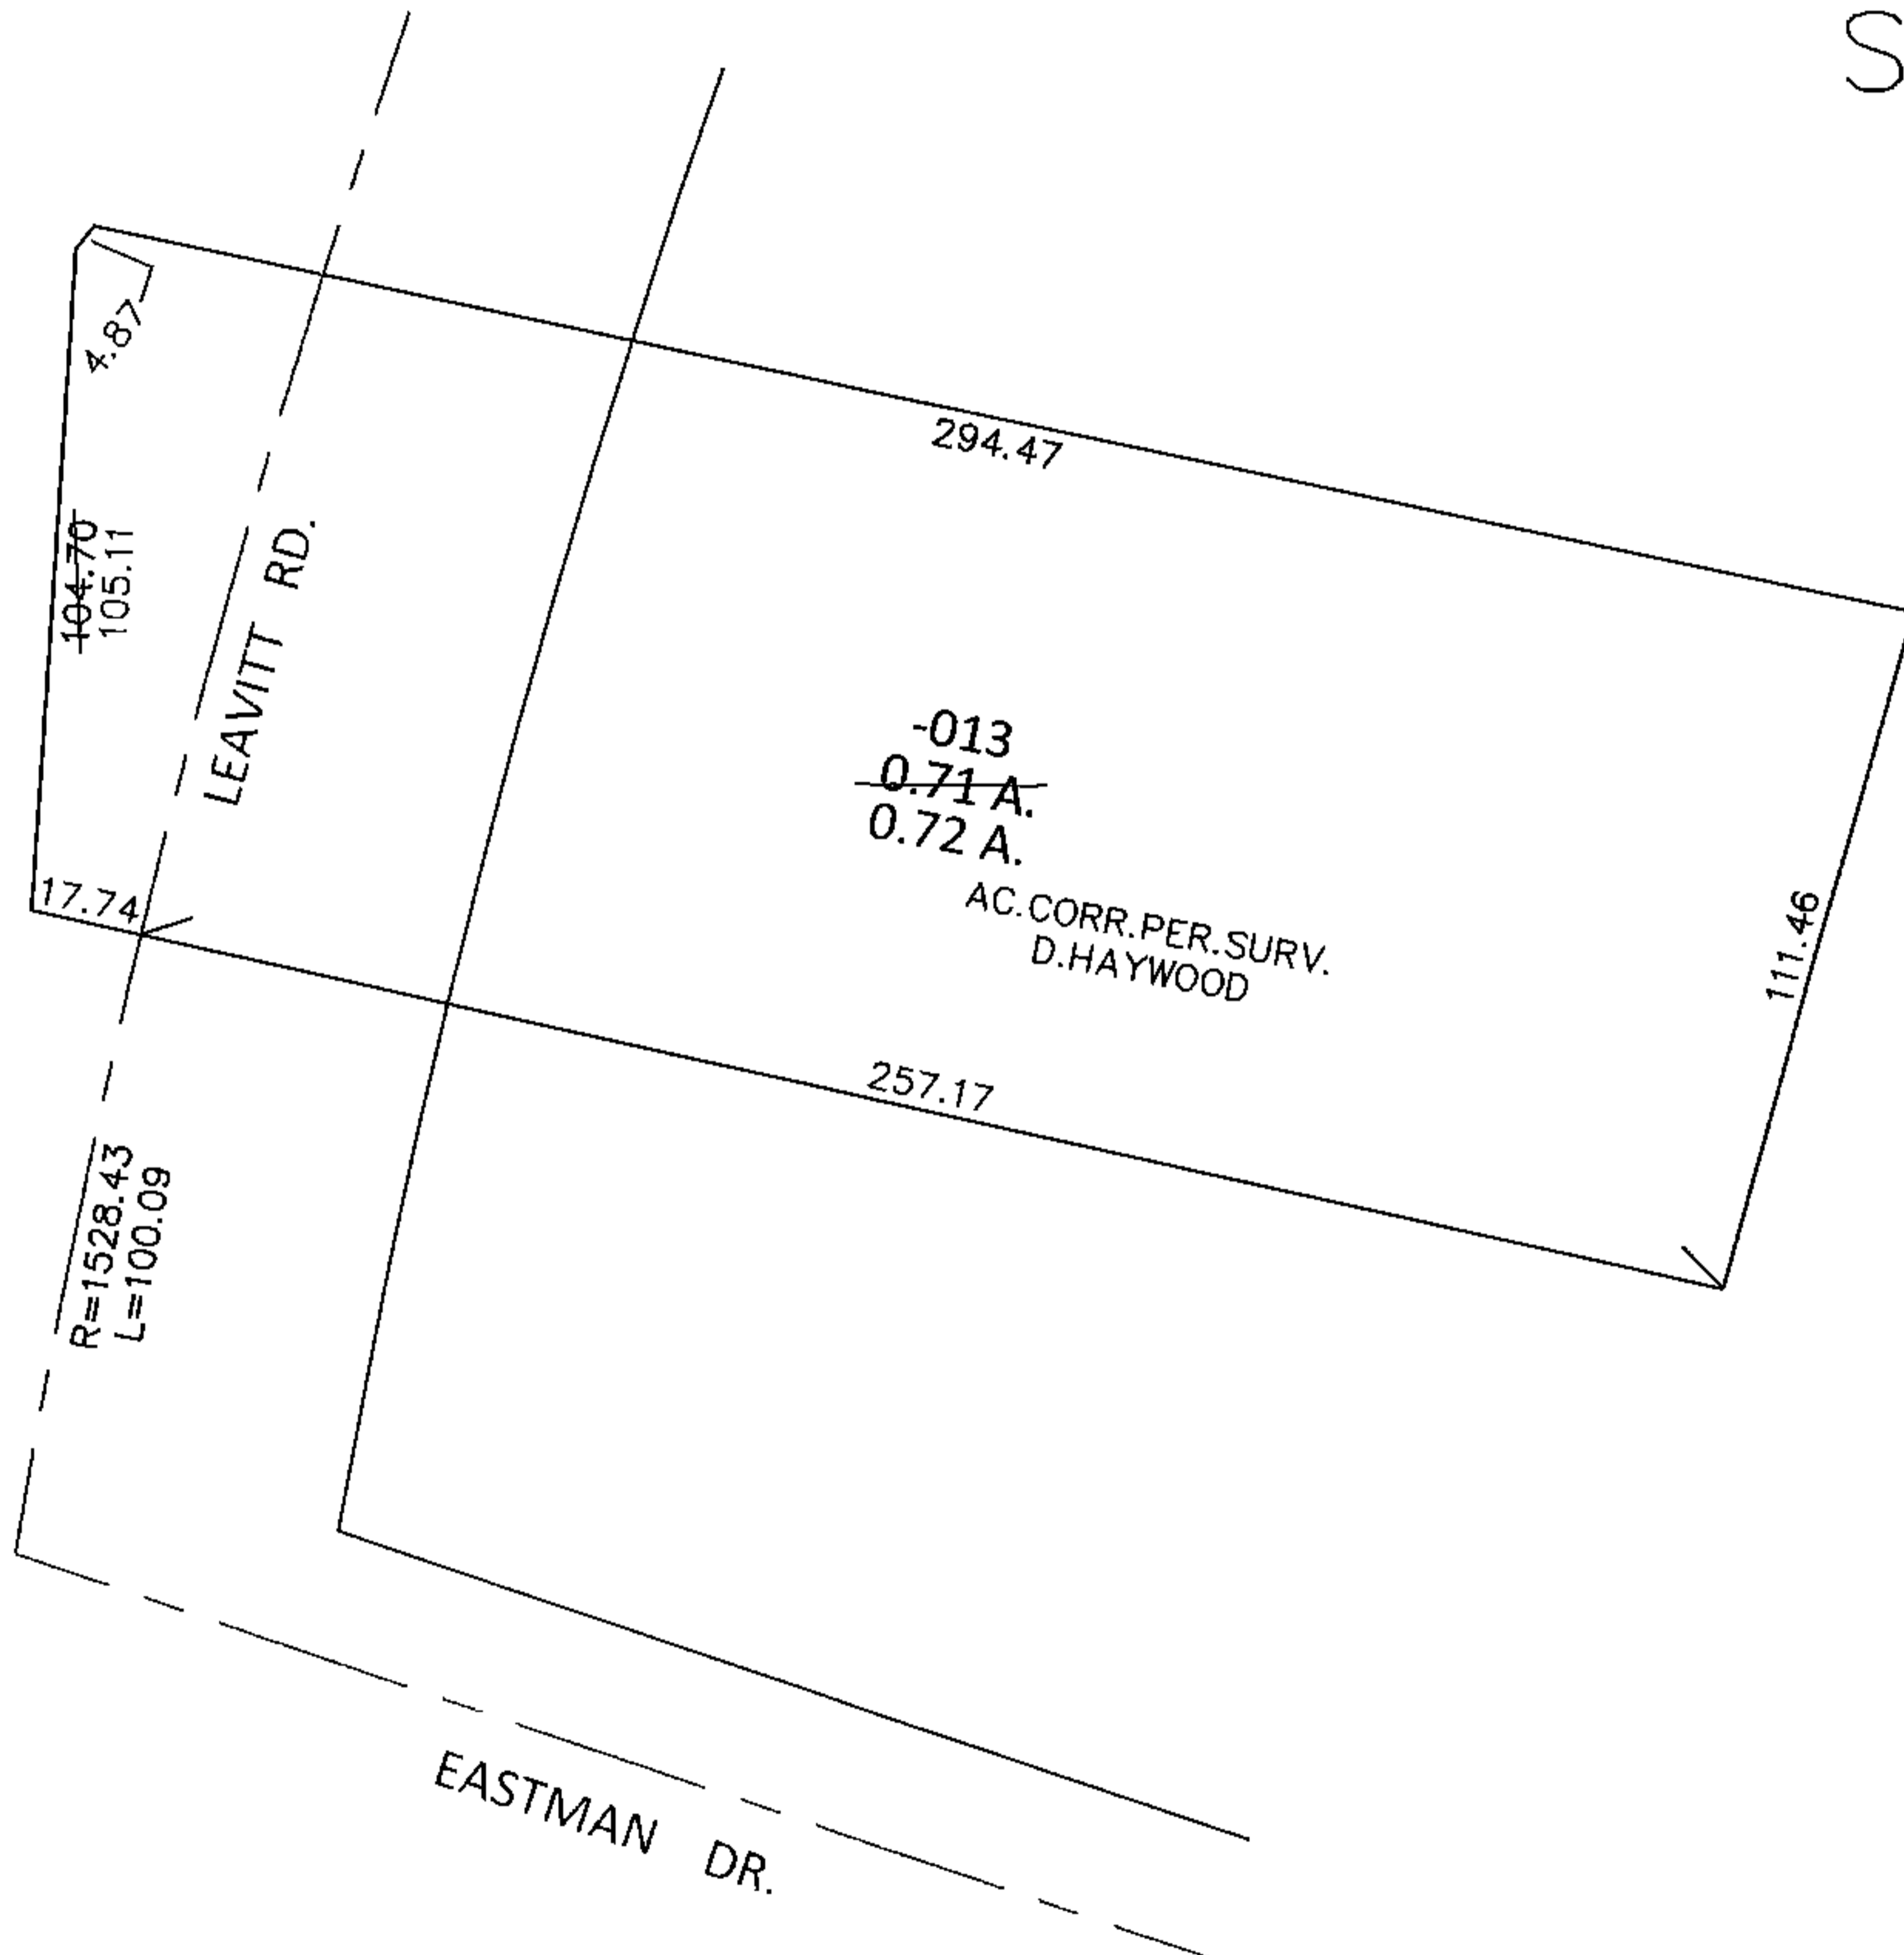 S
4.87
294.47
104.70
105.11
LEAVITT RD.
-013
0.71 A.
0.72 A.
AC.CORR.PER.SURV.
D.HAYWOOD
111.46
17.74
257.17
R=1528.43
L=100.09
EASTMAN DR.